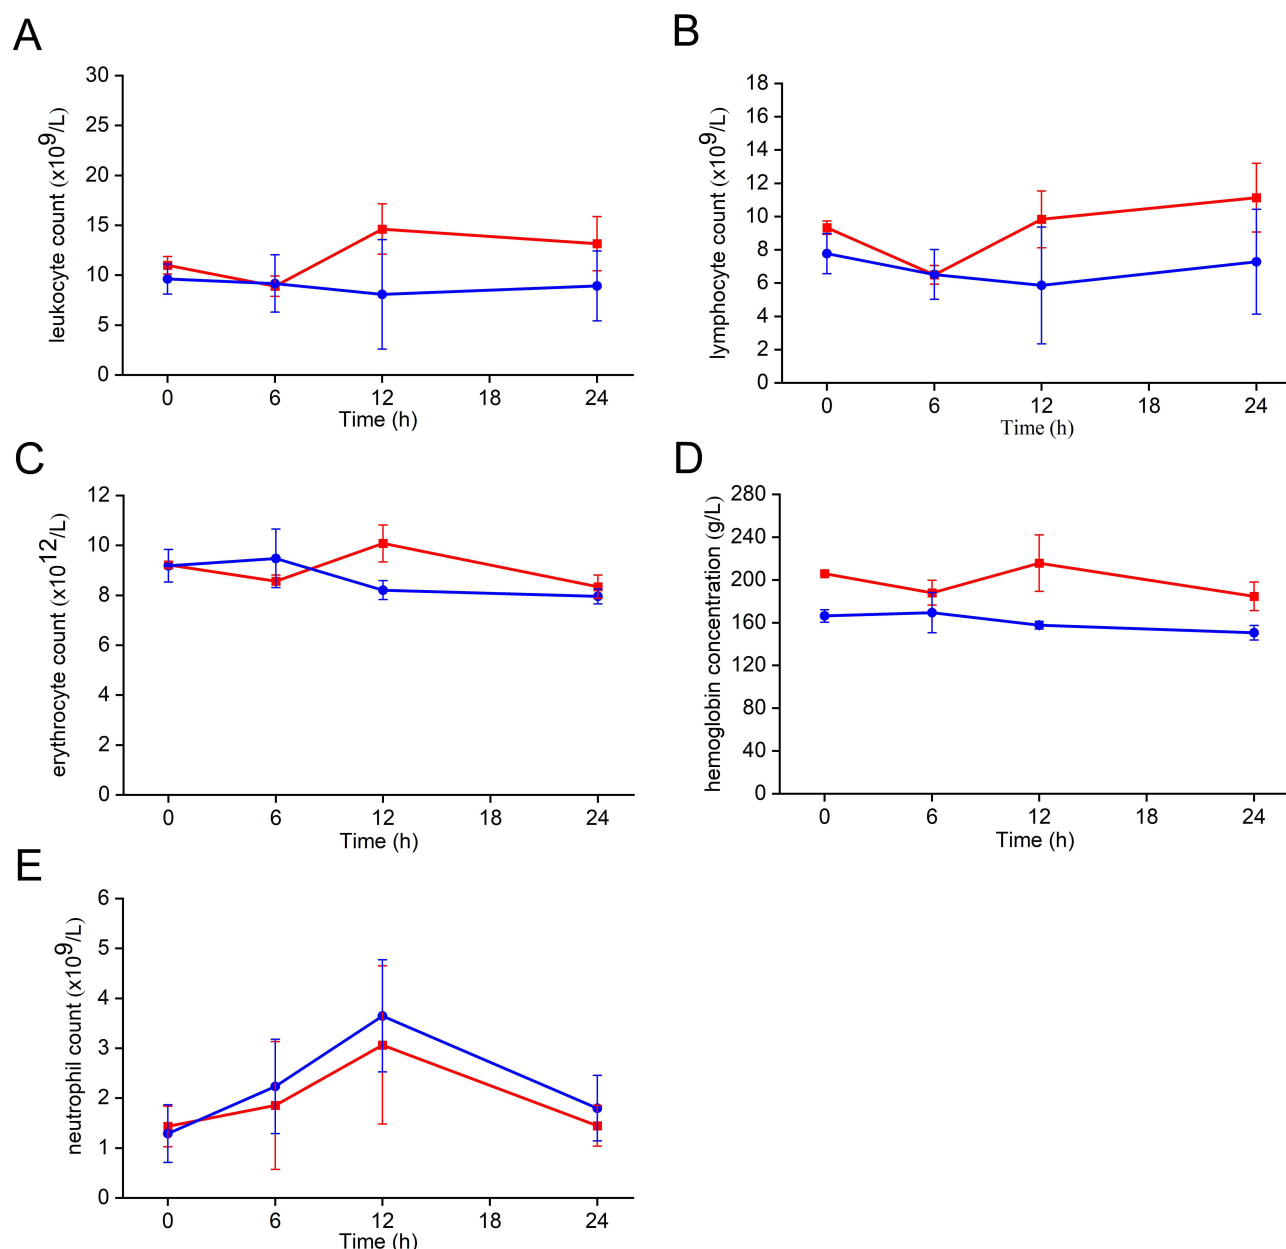 A
30
25
20
15
10
5
0
leukocyte count (x10^9/L)
0 6 12 18 24
Time (h)
B
18
16
14
12
10
8
6
4
2
0
lymphocyte count (x10^9/L)
0 6 12 18 24
Time (h)
C
12
10
8
6
4
2
0
erythrocyte count (x10^12/L)
0 6 12 18 24
Time (h)
D
280
240
200
160
120
80
40
0
hemoglobin concentration (g/L)
0 6 12 18 24
Time (h)
E
6
5
4
3
2
1
0
neutrophil count (x10^9/L)
0 6 12 18 24
Time (h)